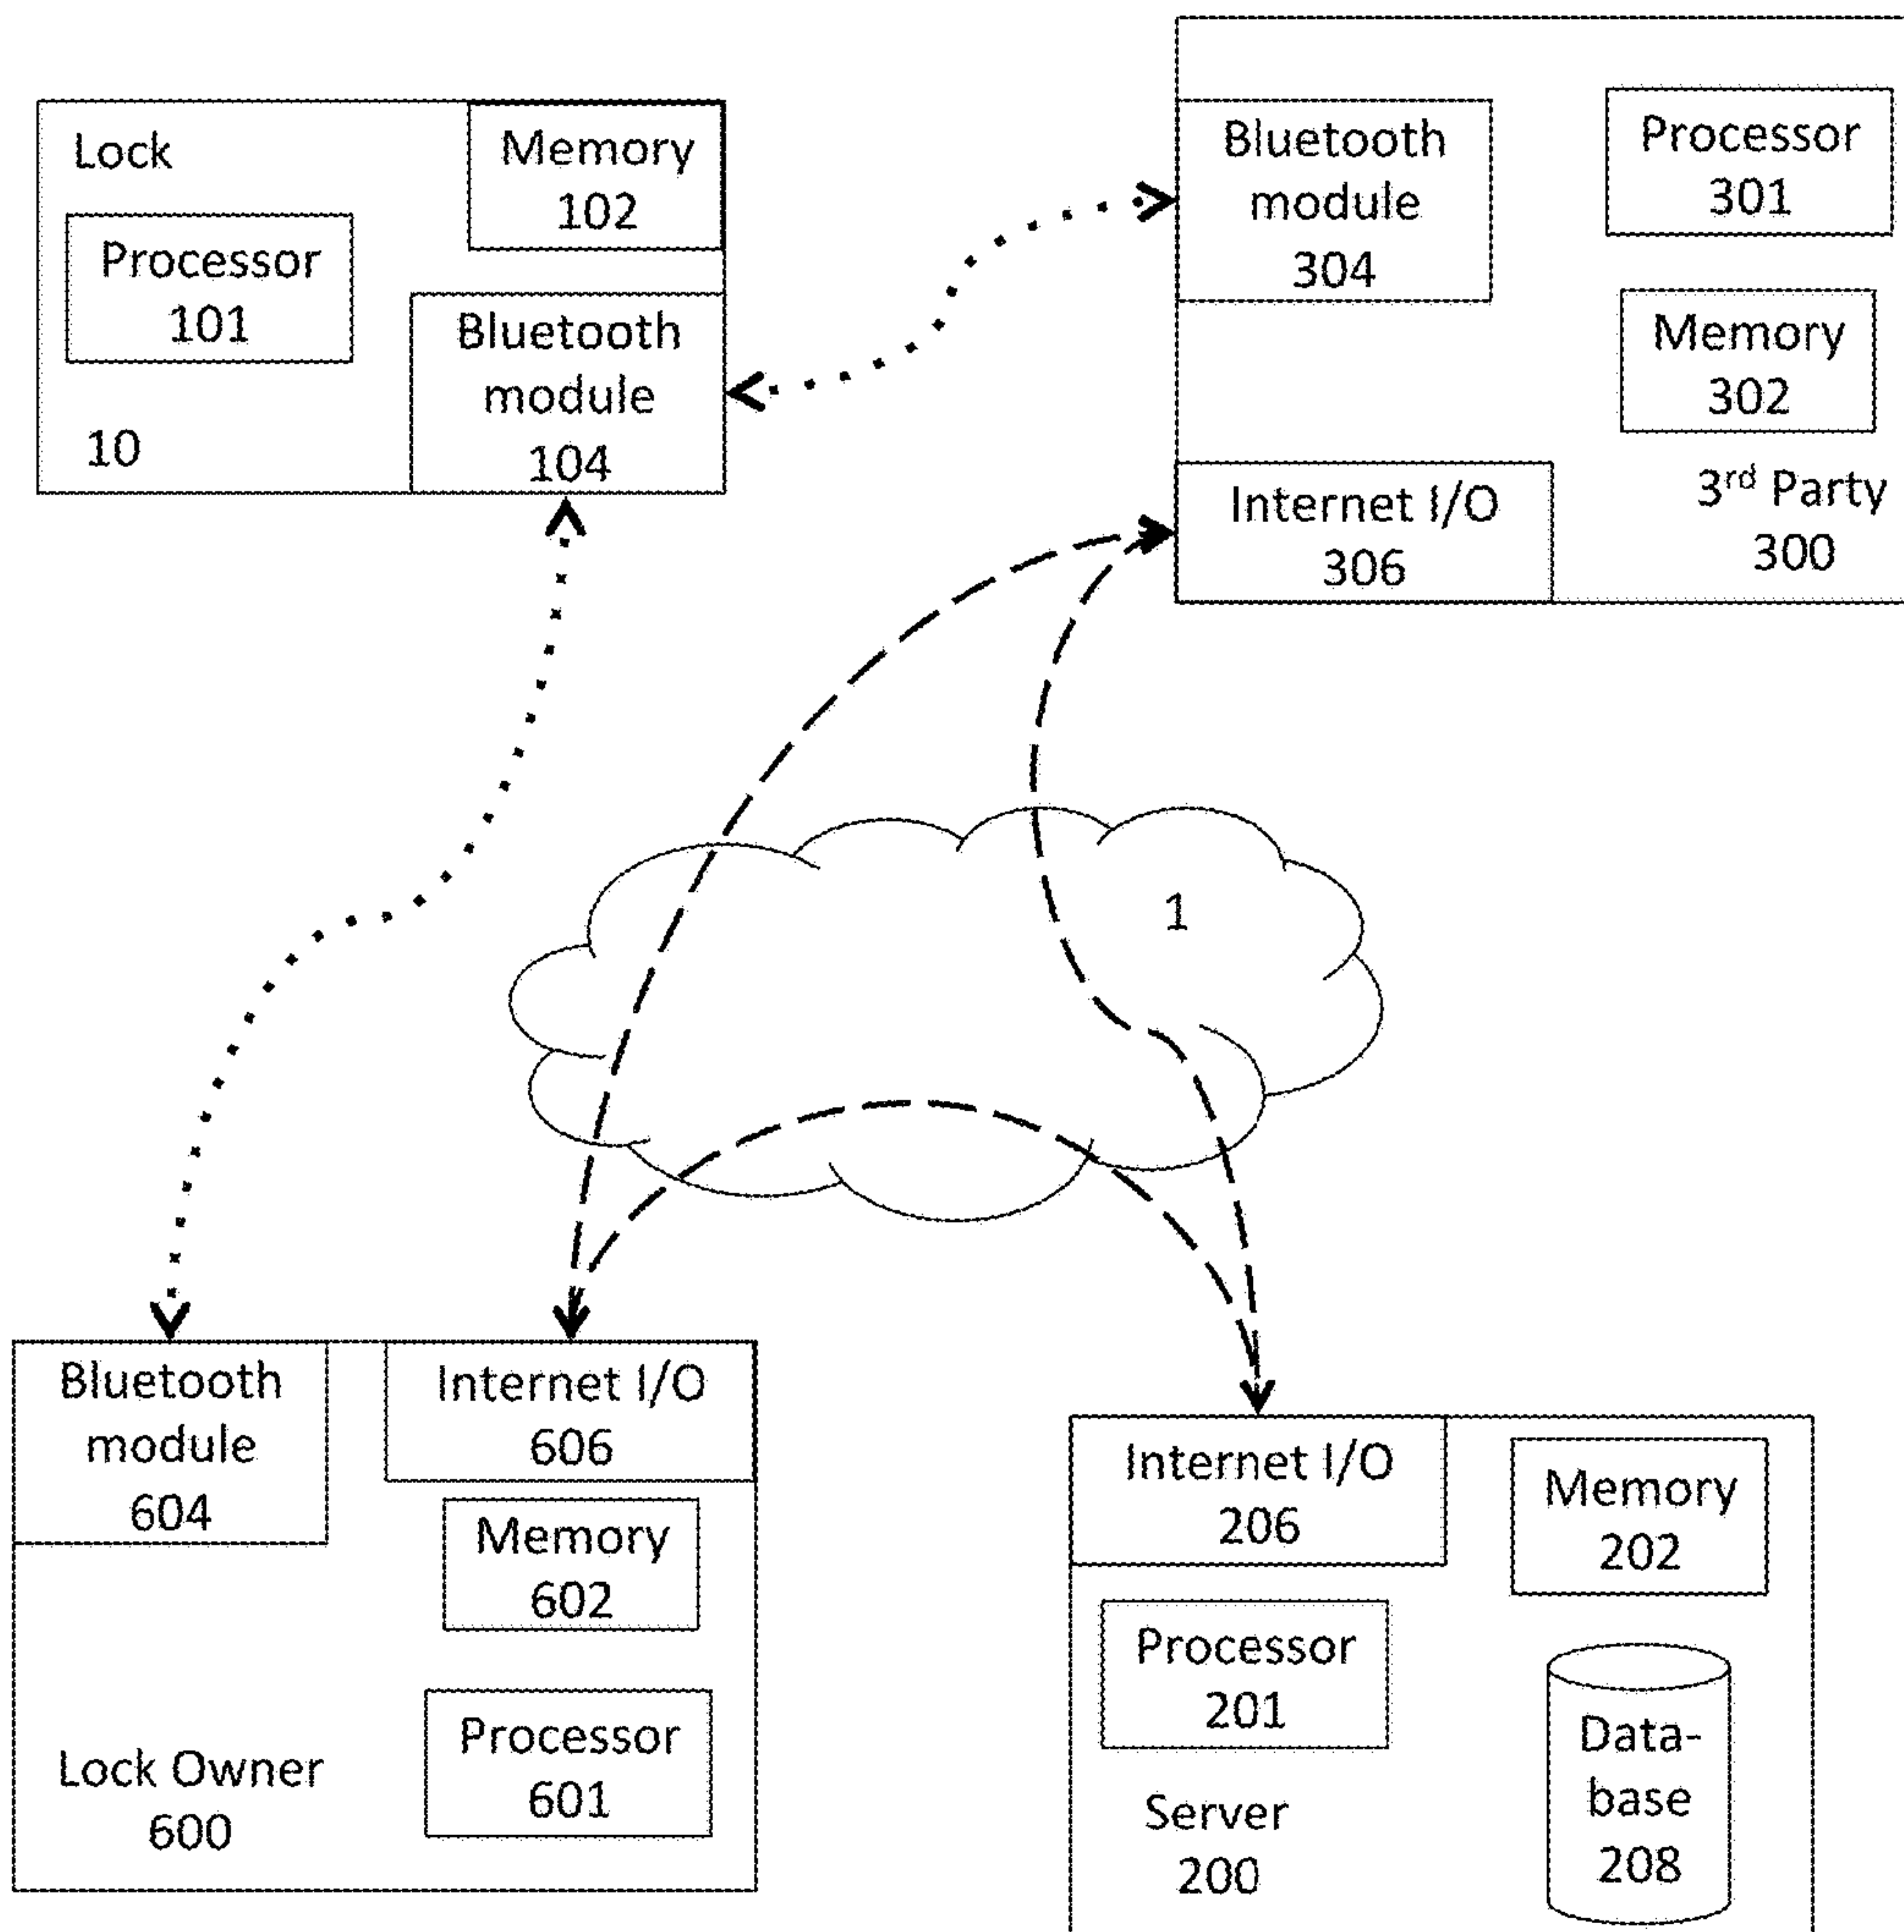 Lock
Memory
102
Processor
101
Bluetooth
module
104
10
Bluetooth
module
304
Processor
301
Memory
302
Internet I/O
306
3rd Party
300
1
Bluetooth
module
604
Internet I/O
606
Memory
602
Processor
601
Lock Owner
600
Internet I/O
206
Memory
202
Processor
201
Data-
base
208
Server
200